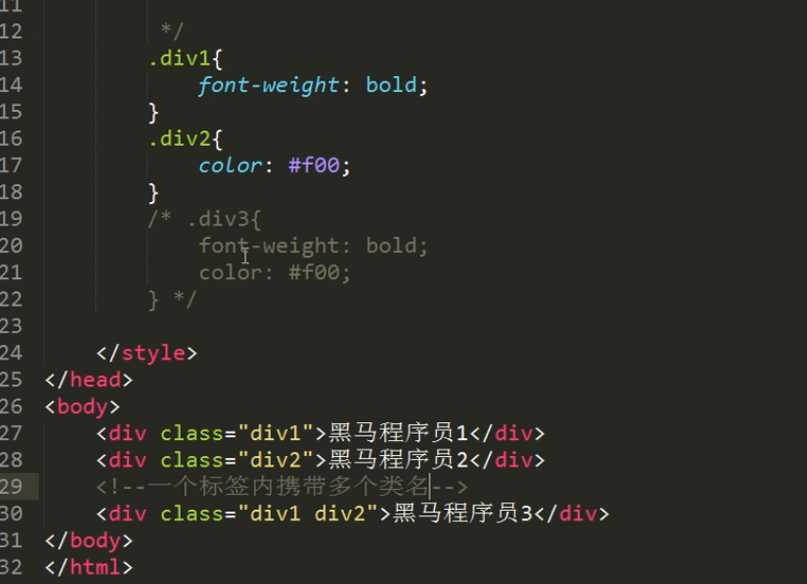 11
12 */
13 .div1{
14 font-weight: bold;
15 }
16 .div2{
17 color: #f00;
18 }
19 /* .div3{
20 font-weight: bold;
21 color: #f00;
22 } */
23
24 </style>
25 </head>
26 <body>
27 <div class="div1">黑马程序员1</div>
28 <div class="div2">黑马程序员2</div>
29 <!--一个标签内携带多个类名-->
30 <div class="div1 div2">黑马程序员3</div>
31 </body>
32 </html>